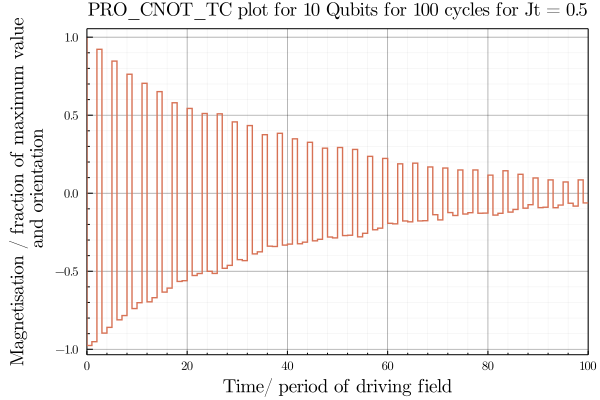 PRO_CNOT_TC plot for 10 Qubits for 100 cycles for Jt = 0.5
Magnetisation / fraction of maximum value
and orientation
1.0
0.5
0.0
−0.5
−1.0
0 20 40 60 80 100
Time/ period of driving field